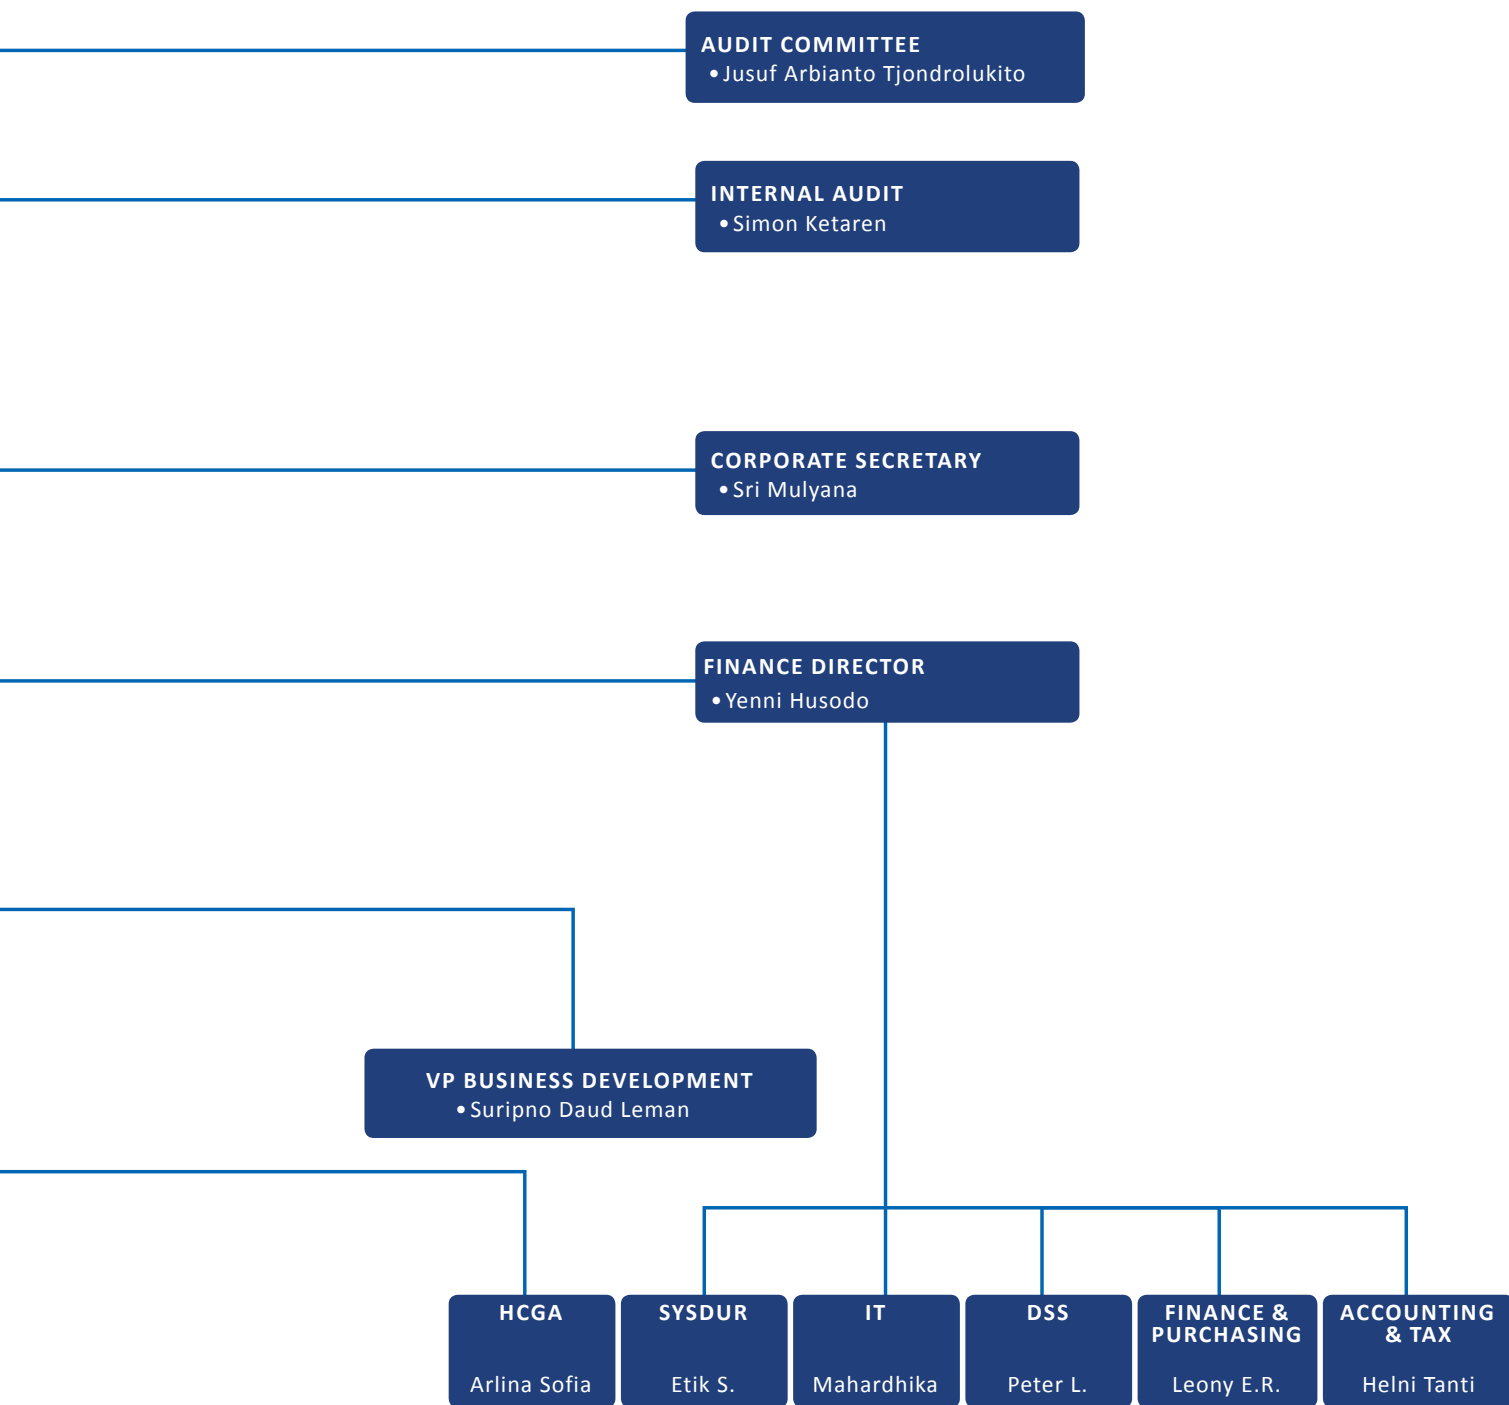 AUDIT COMMITTEE
• Jusuf Arbianto Tjondrolukito
INTERNAL AUDIT
• Simon Ketaren
CORPORATE SECRETARY
• Sri Mulyana
FINANCE DIRECTOR
• Yenni Husodo
VP BUSINESS DEVELOPMENT
• Suripno Daud Leman
HCGA
Arlina Sofia
SYSDUR
Etik S.
IT
Mahardhika
DSS
Peter L.
FINANCE &
PURCHASING
Leony E.R.
ACCOUNTING
& TAX
Helni Tanti